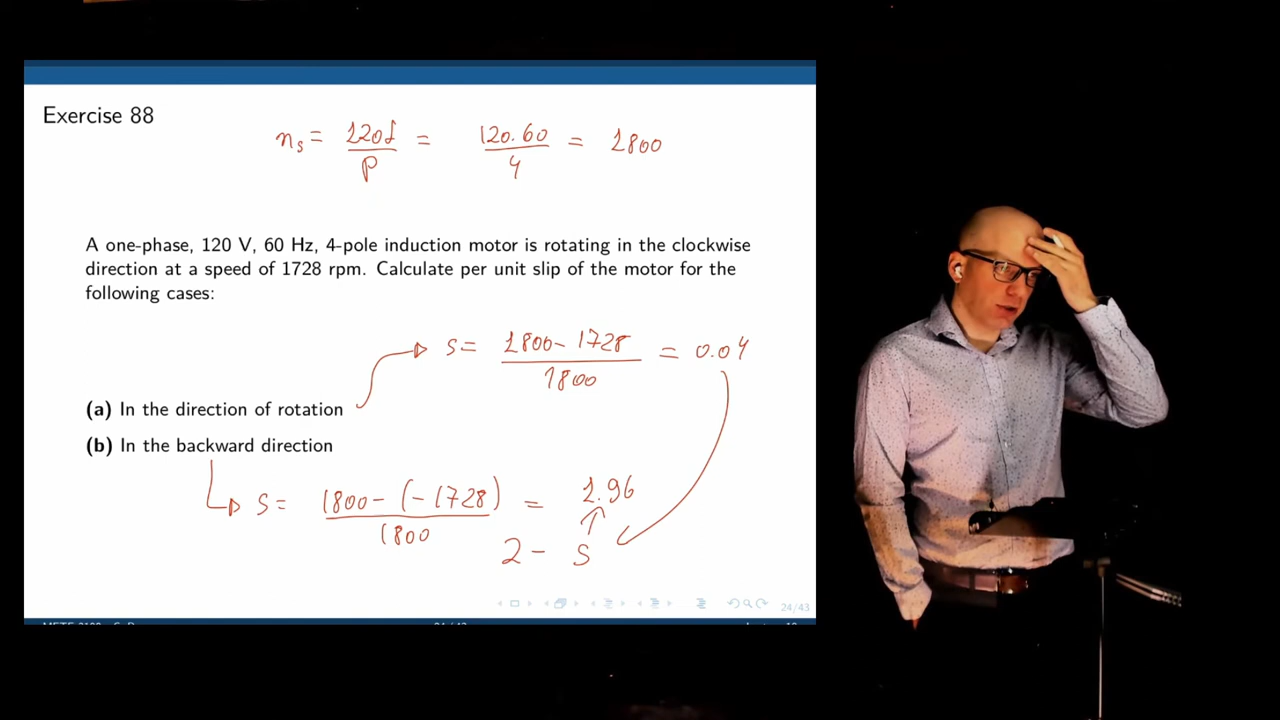 Exercise 88
n_s = 120f / P = 120.60 / 4 = 1800
A one-phase, 120 V, 60 Hz, 4-pole induction motor is rotating in the clockwise
direction at a speed of 1728 rpm. Calculate per unit slip of the motor for the
following cases:
s = 1800 - 1728 / 1800 = 0.04
(a) In the direction of rotation
(b) In the backward direction
s = 1800 - (-1728) / 1800 = 1.96
2 - s
24/43